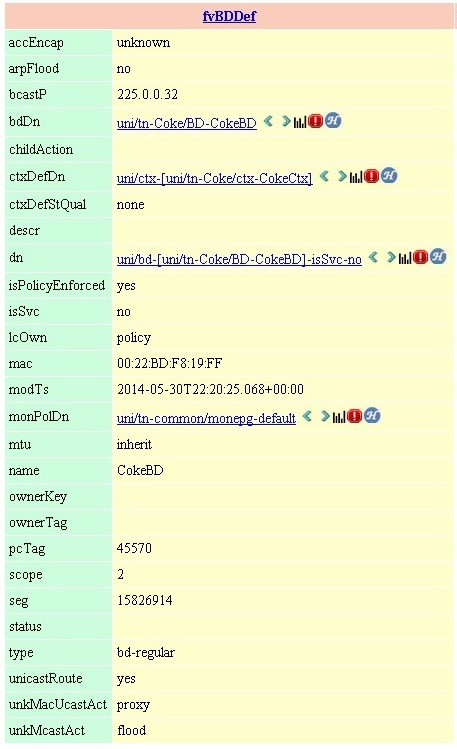 fvBDDef
accEncap unknown
arpFlood no
bcastP 225.0.0.32
bdDn uni/tn-Coke/BD-CokeBD
childAction
ctxDefDn uni/ctx-[uni/tn-Coke/ctx-CokeCtx]
ctxDefStQual none
descr
dn uni/bd-[uni/tn-Coke/BD-CokeBD]-isSvc-no
isPolicyEnforced yes
isSvc no
lcOwn policy
mac 00:22:BD:F8:19:FF
modTs 2014-05-30T22:20:25.068+00:00
monPolDn uni/tn-common/monepg-default
mtu inherit
name CokeBD
ownerKey
ownerTag
pcTag 45570
scope 2
seg 15826914
status
type bd-regular
unicastRoute yes
unkMacUcastAct proxy
unkMcastAct flood